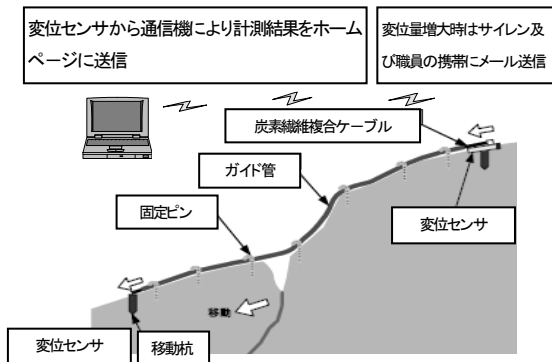 変位センサから通信機により計測結果をホーム
ページに送信
変位量増大時はサイレン及
び職員の携帯にメール送信
炭素繊維複合ケーブル
ガイド管
固定ピン
変位センサ
移動
変位センサ
移動杭